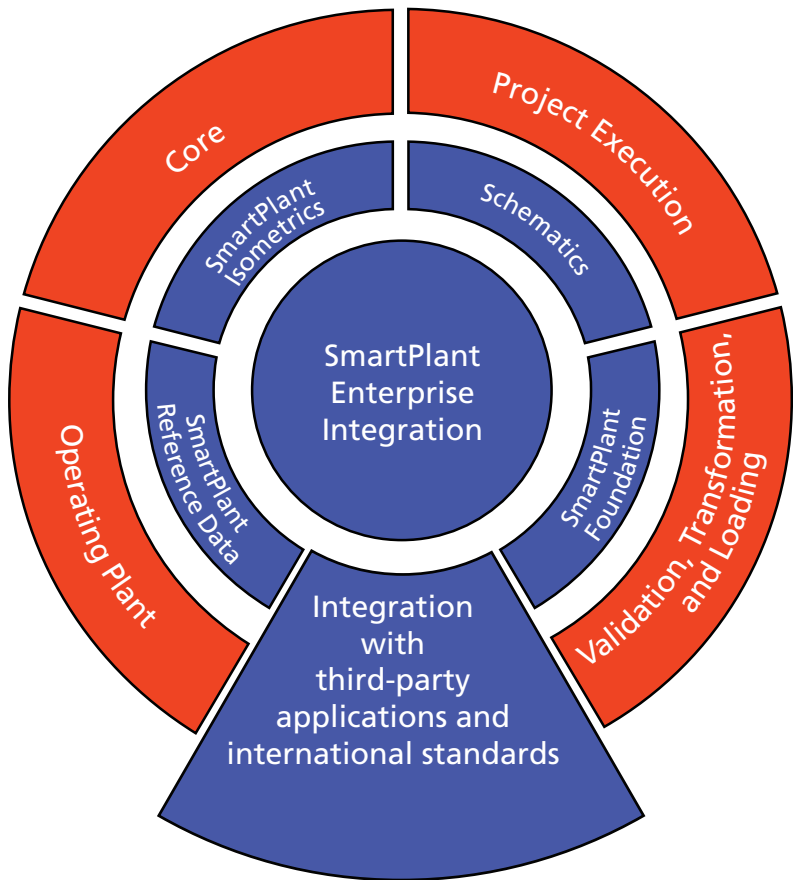 Core
Project Execution
SmartPlant
Isometrics
Schematics
SmartPlant
Enterprise
Integration
Operating Plant
SmartPlant
Reference Data
SmartPlant
Foundation
Validation, Transformation,
and Loading
Integration
with
third-party
applications and
international standards